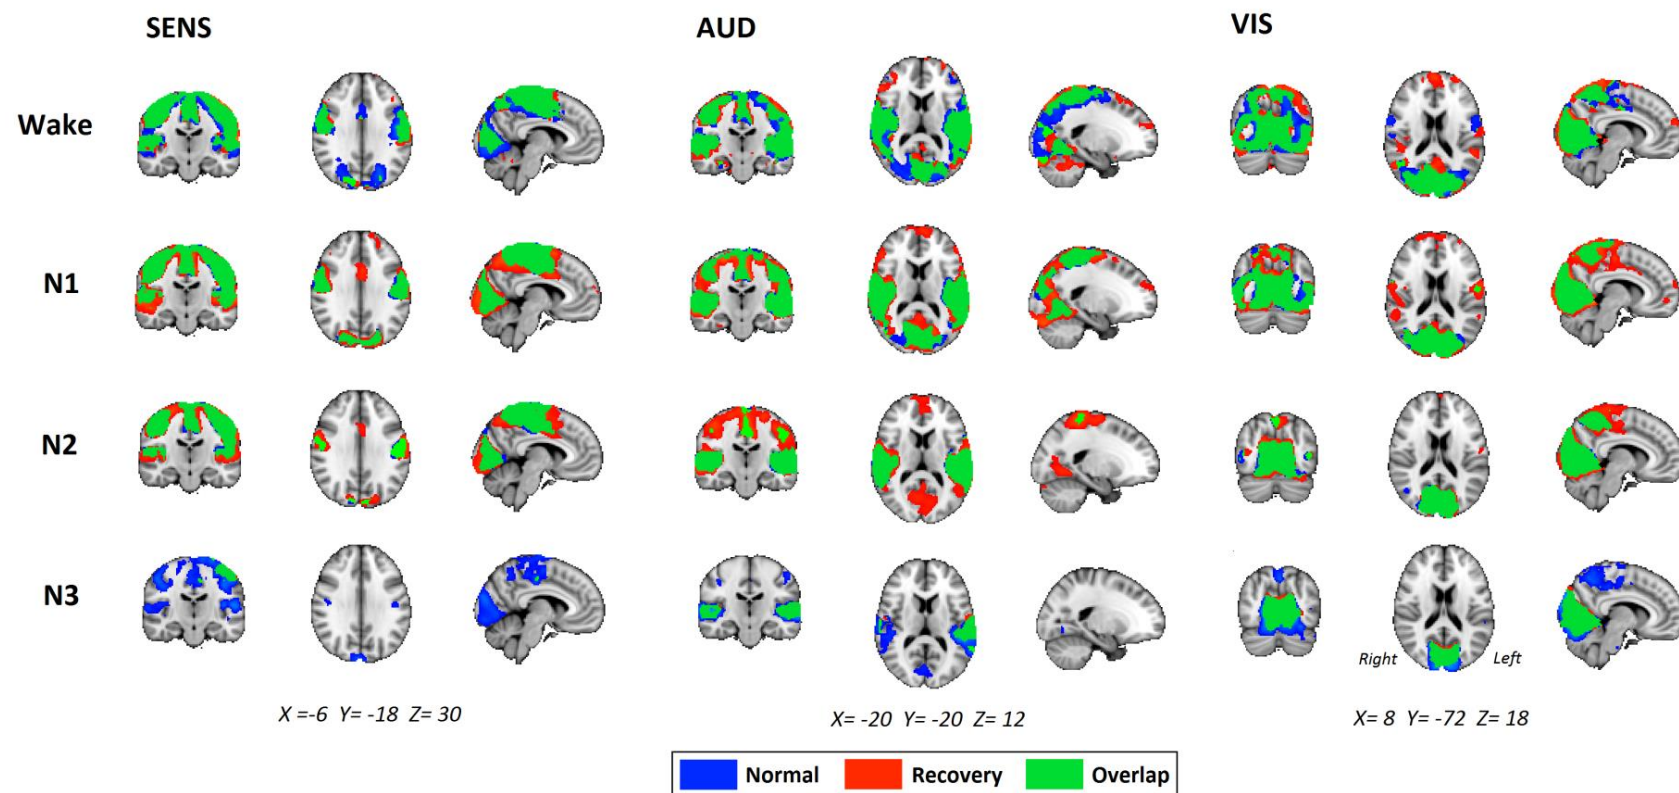 SENS AUD VIS
Wake
N1
N2
N3
Right Left
X =-6 Y= -18 Z= 30
X= -20 Y= -20 Z= 12
X= 8 Y= -72 Z= 18
Normal Recovery Overlap